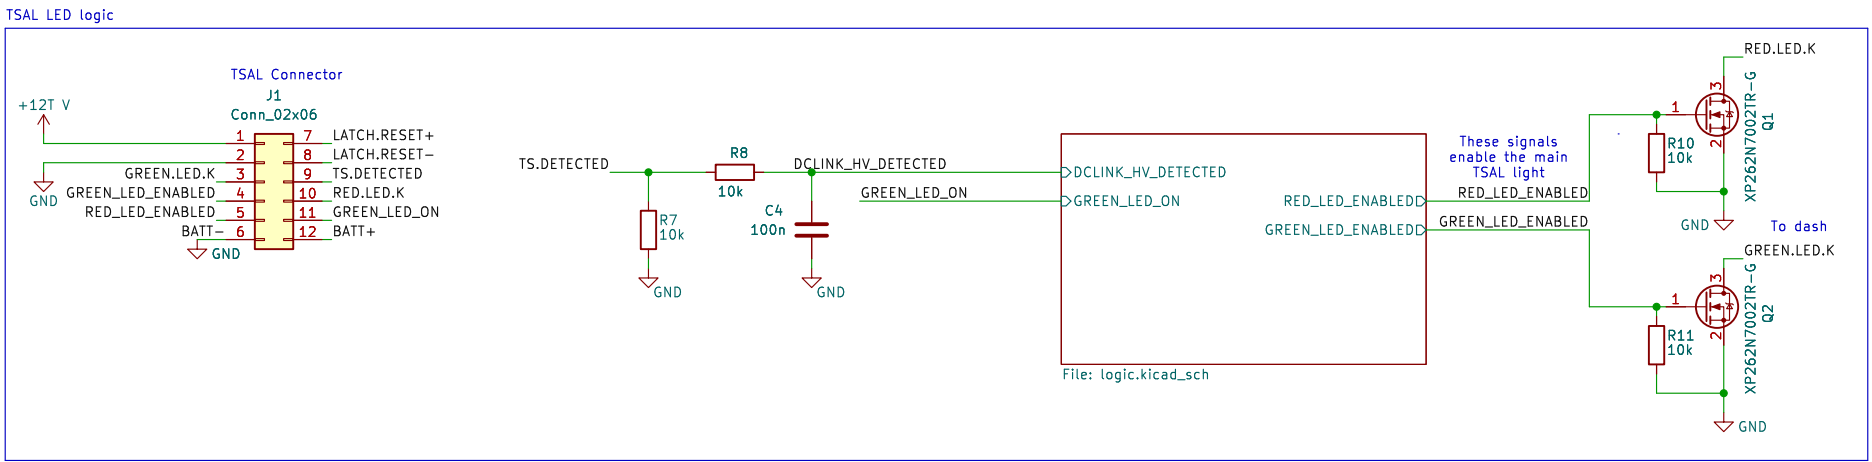 TSAL LED logic
TSAL Connector
J1
Conn_02x06
+12T V
GND
1
2
3
4
5
6
7
8
9
10
11
12
GREEN.LED.K
GREEN_LED_ENABLED
RED_LED_ENABLED
BATT-
GND
LATCH.RESET+
LATCH.RESET-
TS.DETECTED
RED.LED.K
GREEN_LED_ON
BATT+
TS.DETECTED
R7
10k
GND
R8
10k
DCLINK_HV_DETECTED
C4
100n
GND
GREEN_LED_ON
DCLINK_HV_DETECTED
GREEN_LED_ON
RED_LED_ENABLED
GREEN_LED_ENABLED
File: logic.kicad_sch
These signals
enable the main
TSAL light
RED_LED_ENABLED
GREEN_LED_ENABLED
RED.LED.K
3
1
2
XP262N7002TR-G
Q1
R10
10k
GND
To dash
GREEN.LED.K
3
1
2
XP262N7002TR-G
Q2
R11
10k
GND